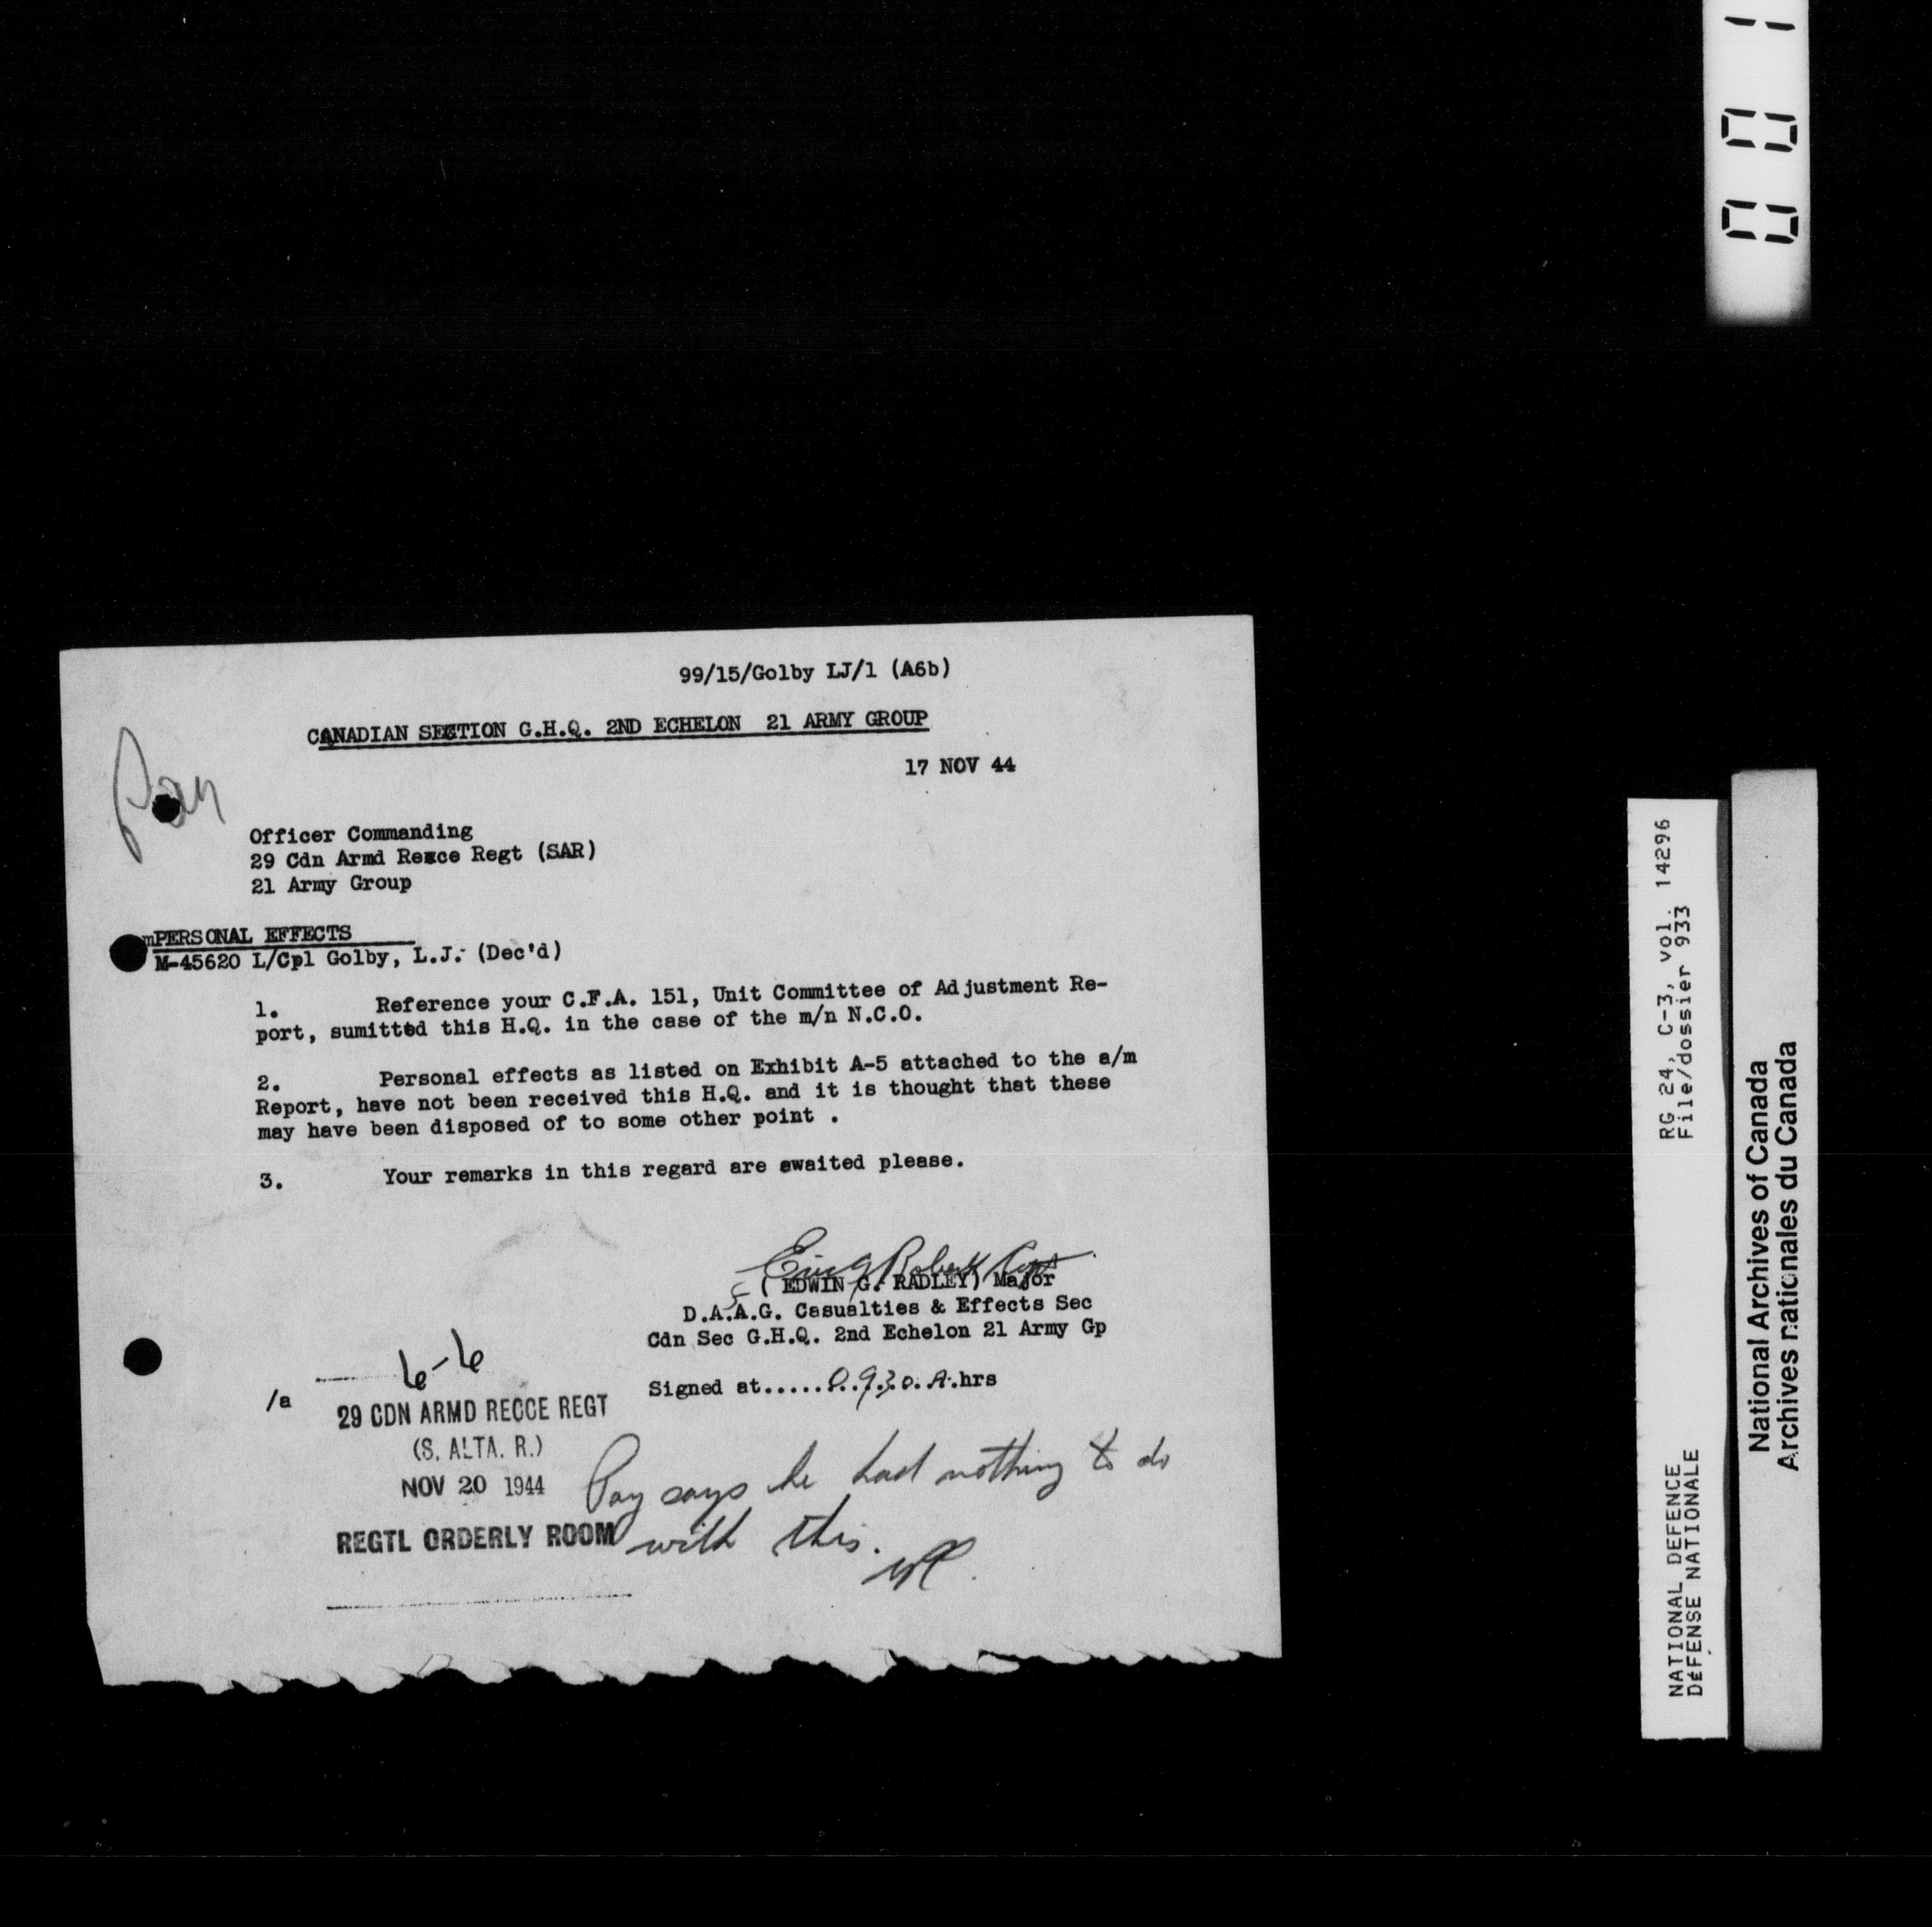 99/15/Golby LJ/1 (A6b)
CANADIAN SECTION G.H.Q. 2ND ECHELON 21 ARMY GROUP
17 NOV 44
Pay
Officer Commanding
29 Cdn Armd Recce Regt (SAR)
21 Army Group
PERSONAL EFFECTS
M-45620 L/Cpl Golby, L.J. (Dec'd)
1. Reference your C.F.A. 151, Unit Committee of Adjustment Re-
port, sumitted this H.Q. in the case of the m/n N.C.O.
2. Personal effects as listed on Exhibit A-5 attached to the a/m
Report, have not been received this H.Q. and it is thought that these
may have been disposed of to some other point .
3. Your remarks in this regard are awaited please.
( EDWIN G. RADLEY) Major
D.A.A.G. Casualties & Effects Sec
Cdn Sec G.H.Q. 2nd Echelon 21 Army Gp
Signed at.....0.9.3.0.A.hrs
/a
6-6
29 CDN ARMD RECCE REGT
(S. ALTA. R.)
NOV 20 1944
REGTL ORDERLY ROOM
Pay says he had nothing to do
with this.
RG 24, C-3, vol. 14296
File/dossier 933
NATIONAL DEFENCE
DéFENSE NATIONALE
National Archives of Canada
Archives nationales du Canada